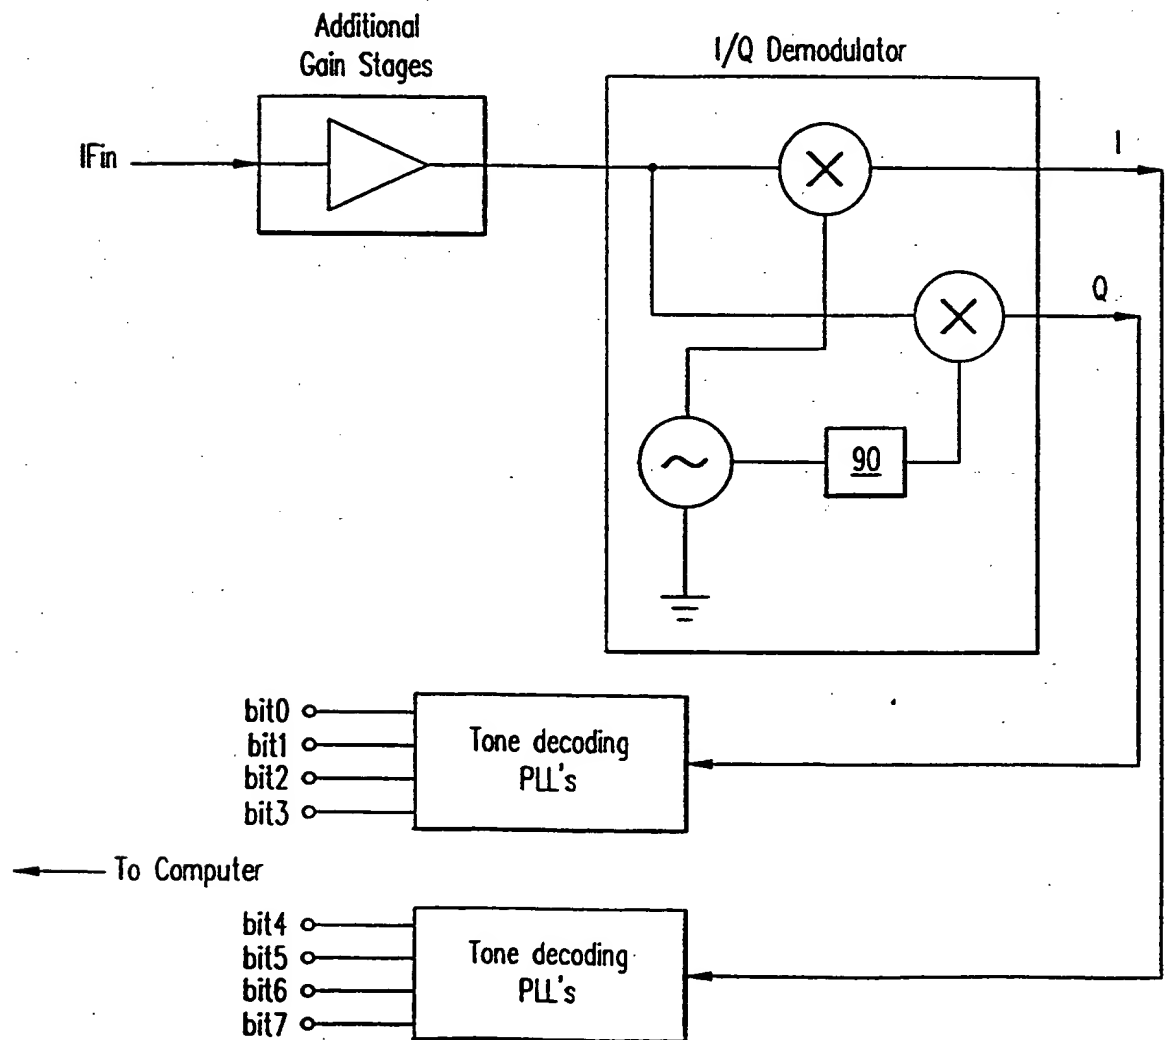 Additional
Gain Stages
I/Q Demodulator
IFin
I
Q
90
bit0
bit1
bit2
bit3
Tone decoding
PLL's
To Computer
bit4
bit5
bit6
bit7
Tone decoding
PLL's